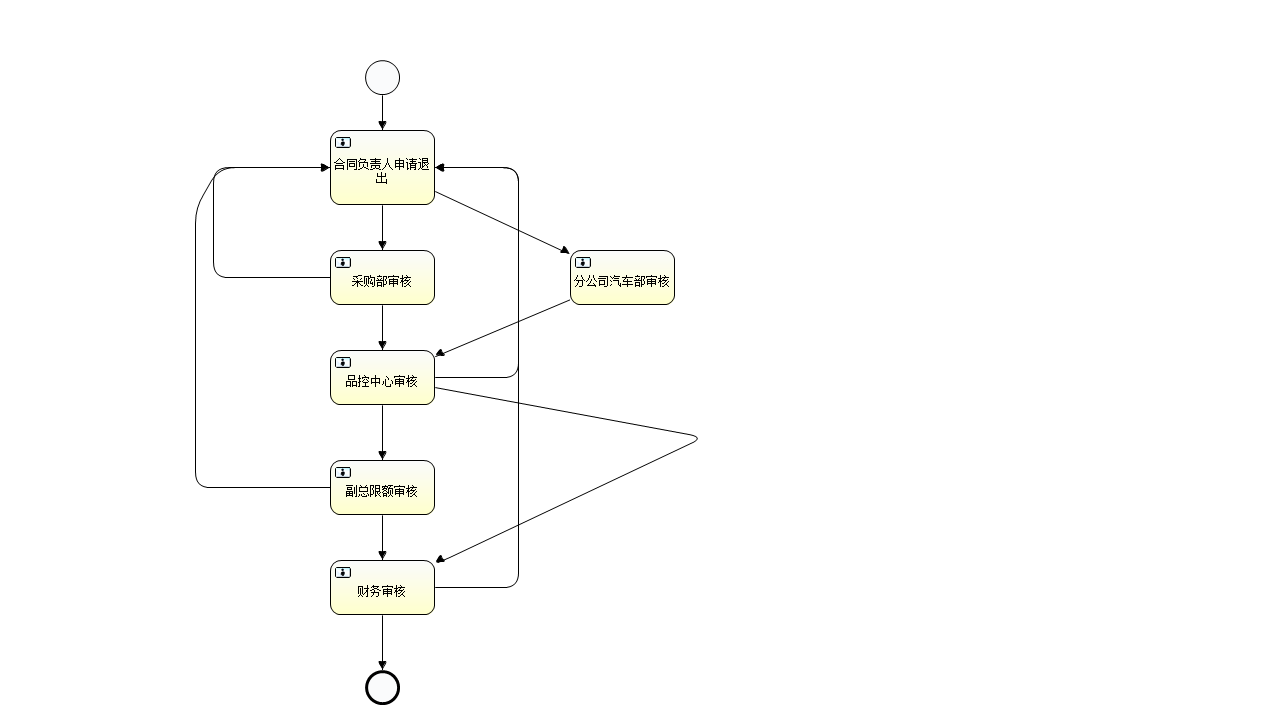 合同负责人申请退
出
采购部审核
分公司汽车部审核
品控中心审核
副总限额审核
财务审核